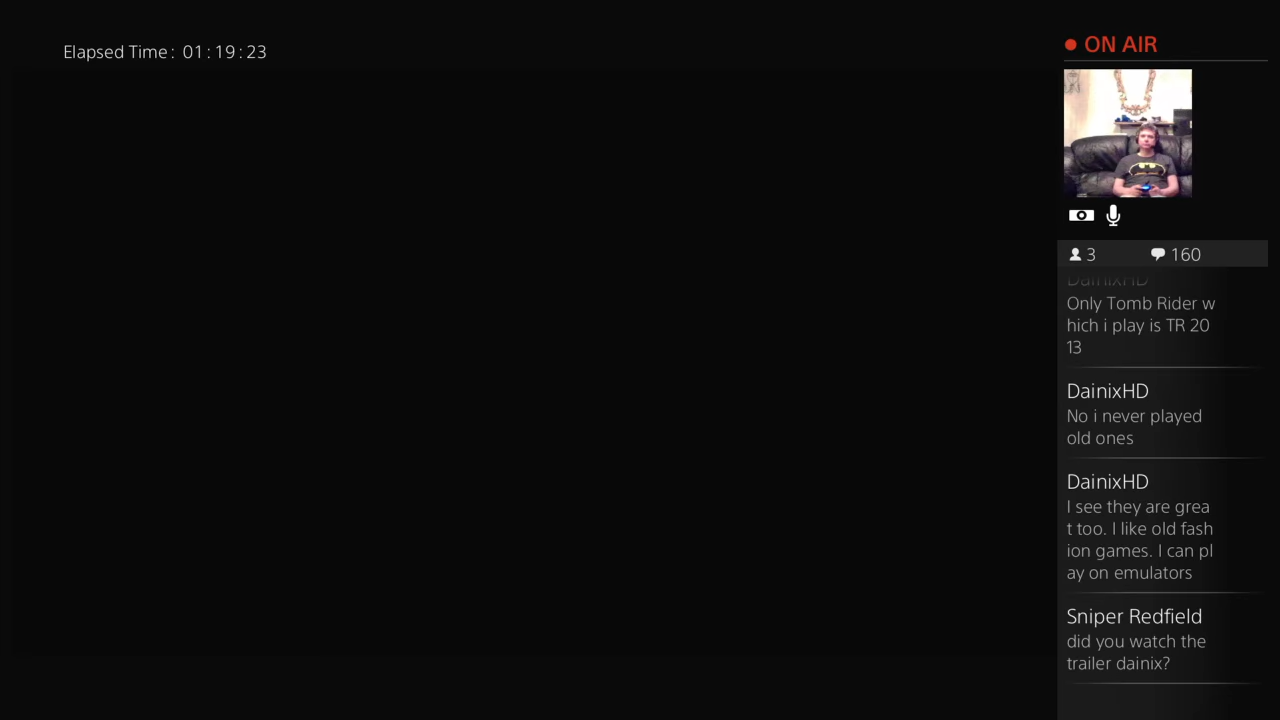 Elapsed Time: 01:19:23
ON AIR
3
160
DainixHD
Only Tomb Rider w
hich i play is TR 20
13
DainixHD
No i never played
old ones
DainixHD
I see they are grea
t too. I like old fash
ion games. I can pl
ay on emulators
Sniper Redfield
did you watch the
trailer dainix?